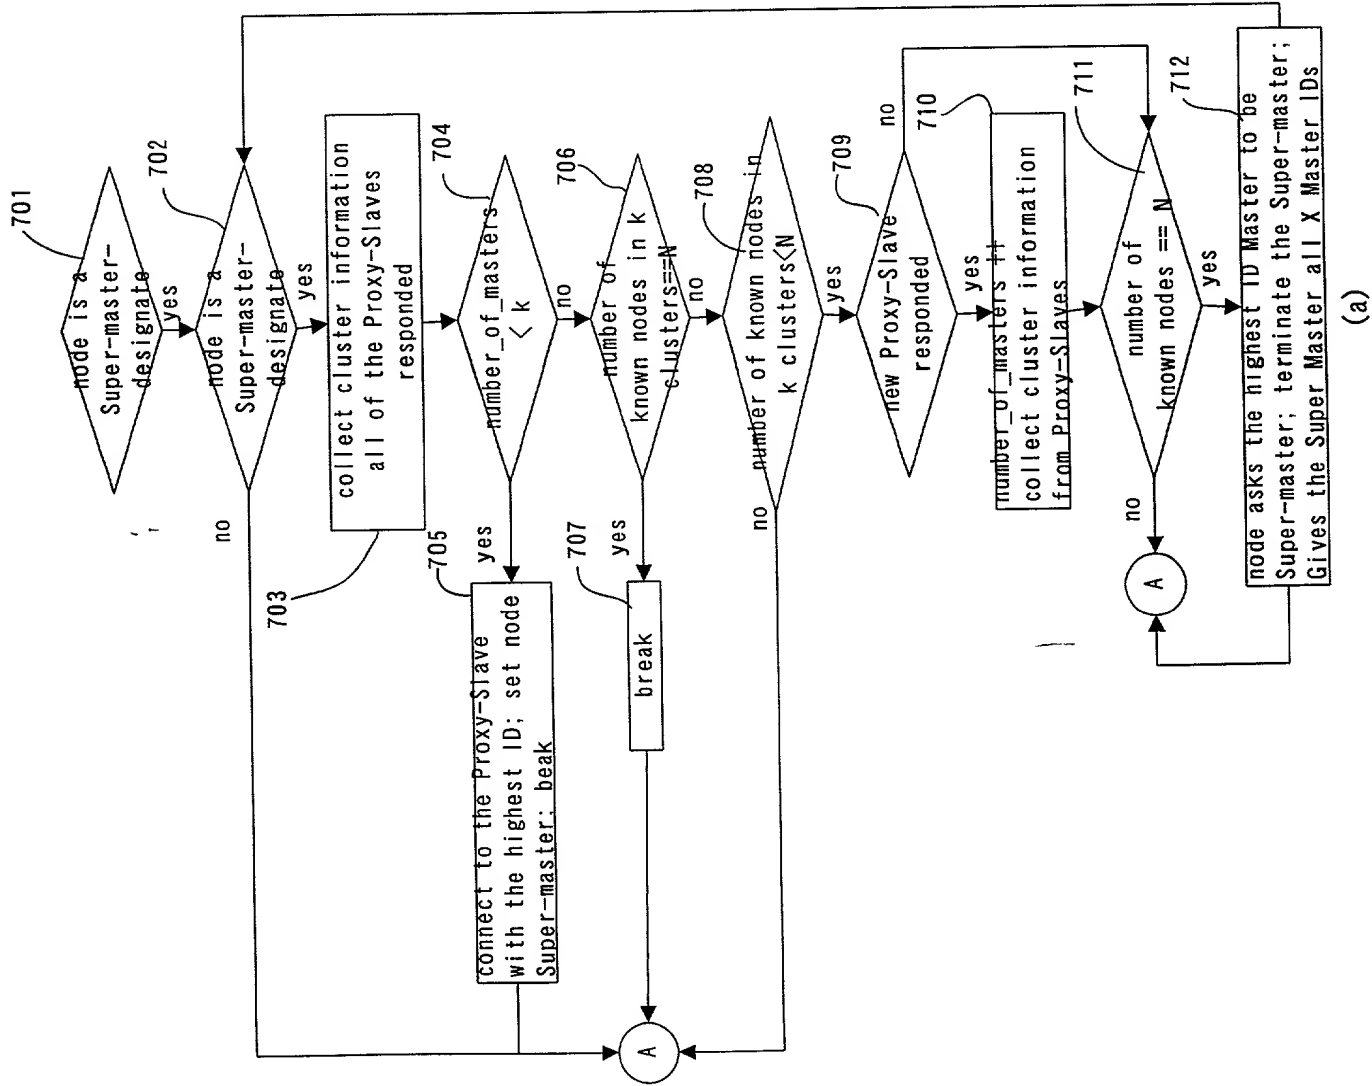 701
node is a
Super-master-
designate
yes
702
node is a
Super-master-
designate
no
yes
703
collect cluster information
all of the Proxy-Slaves
responded
704
number_of_masters
< k
yes
no
705
connect to the Proxy-Slave
with the highest ID; set node
Super-master; beak
706
number of
known nodes in k
clusters==N
yes
no
707
break
708
number of known nodes in
k clusters<N
no
yes
709
new Proxy-Slave
responded
no
yes
710
number_of_masters ++
collect cluster information
from Proxy-Slaves
711
number of
known nodes == N
no
yes
A
A
712
node asks the highest ID Master to be
Super-master; terminate the Super-master;
Gives the Super Master all X Master IDs
(a)